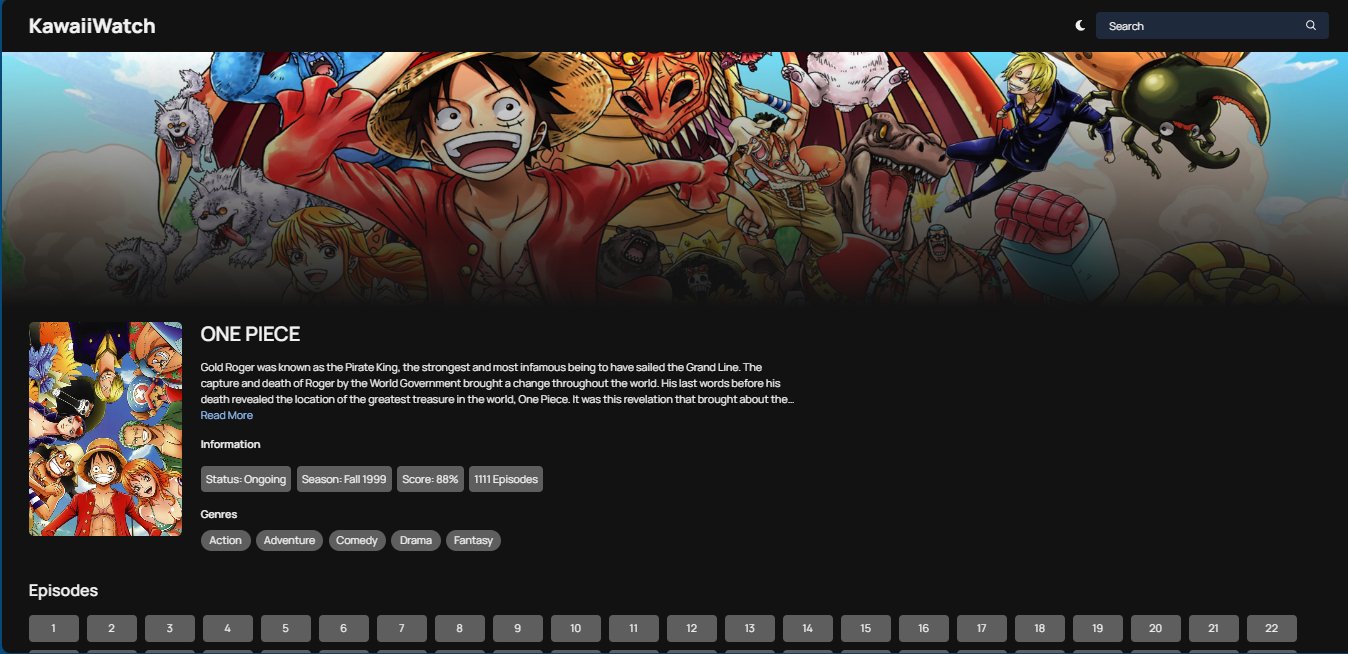 KawaiiWatch
Search
ONE PIECE
Gold Roger was known as the Pirate King, the strongest and most infamous being to have sailed the Grand Line. The
capture and death of Roger by the World Government brought a change throughout the world. His last words before his
death revealed the location of the greatest treasure in the world, One Piece. It was this revelation that brought about the...
Read More
Information
Status: Ongoing Season: Fall 1999 Score: 88% 1111 Episodes
Genres
Action Adventure Comedy Drama Fantasy
Episodes
1 2 3 4 5 6 7 8 9 10 11 12 13 14 15 16 17 18 19 20 21 22